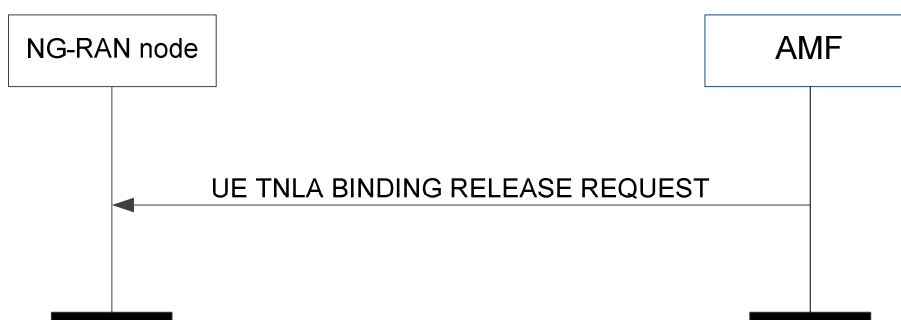 NG-RAN node
AMF
UE TNLA BINDING RELEASE REQUEST